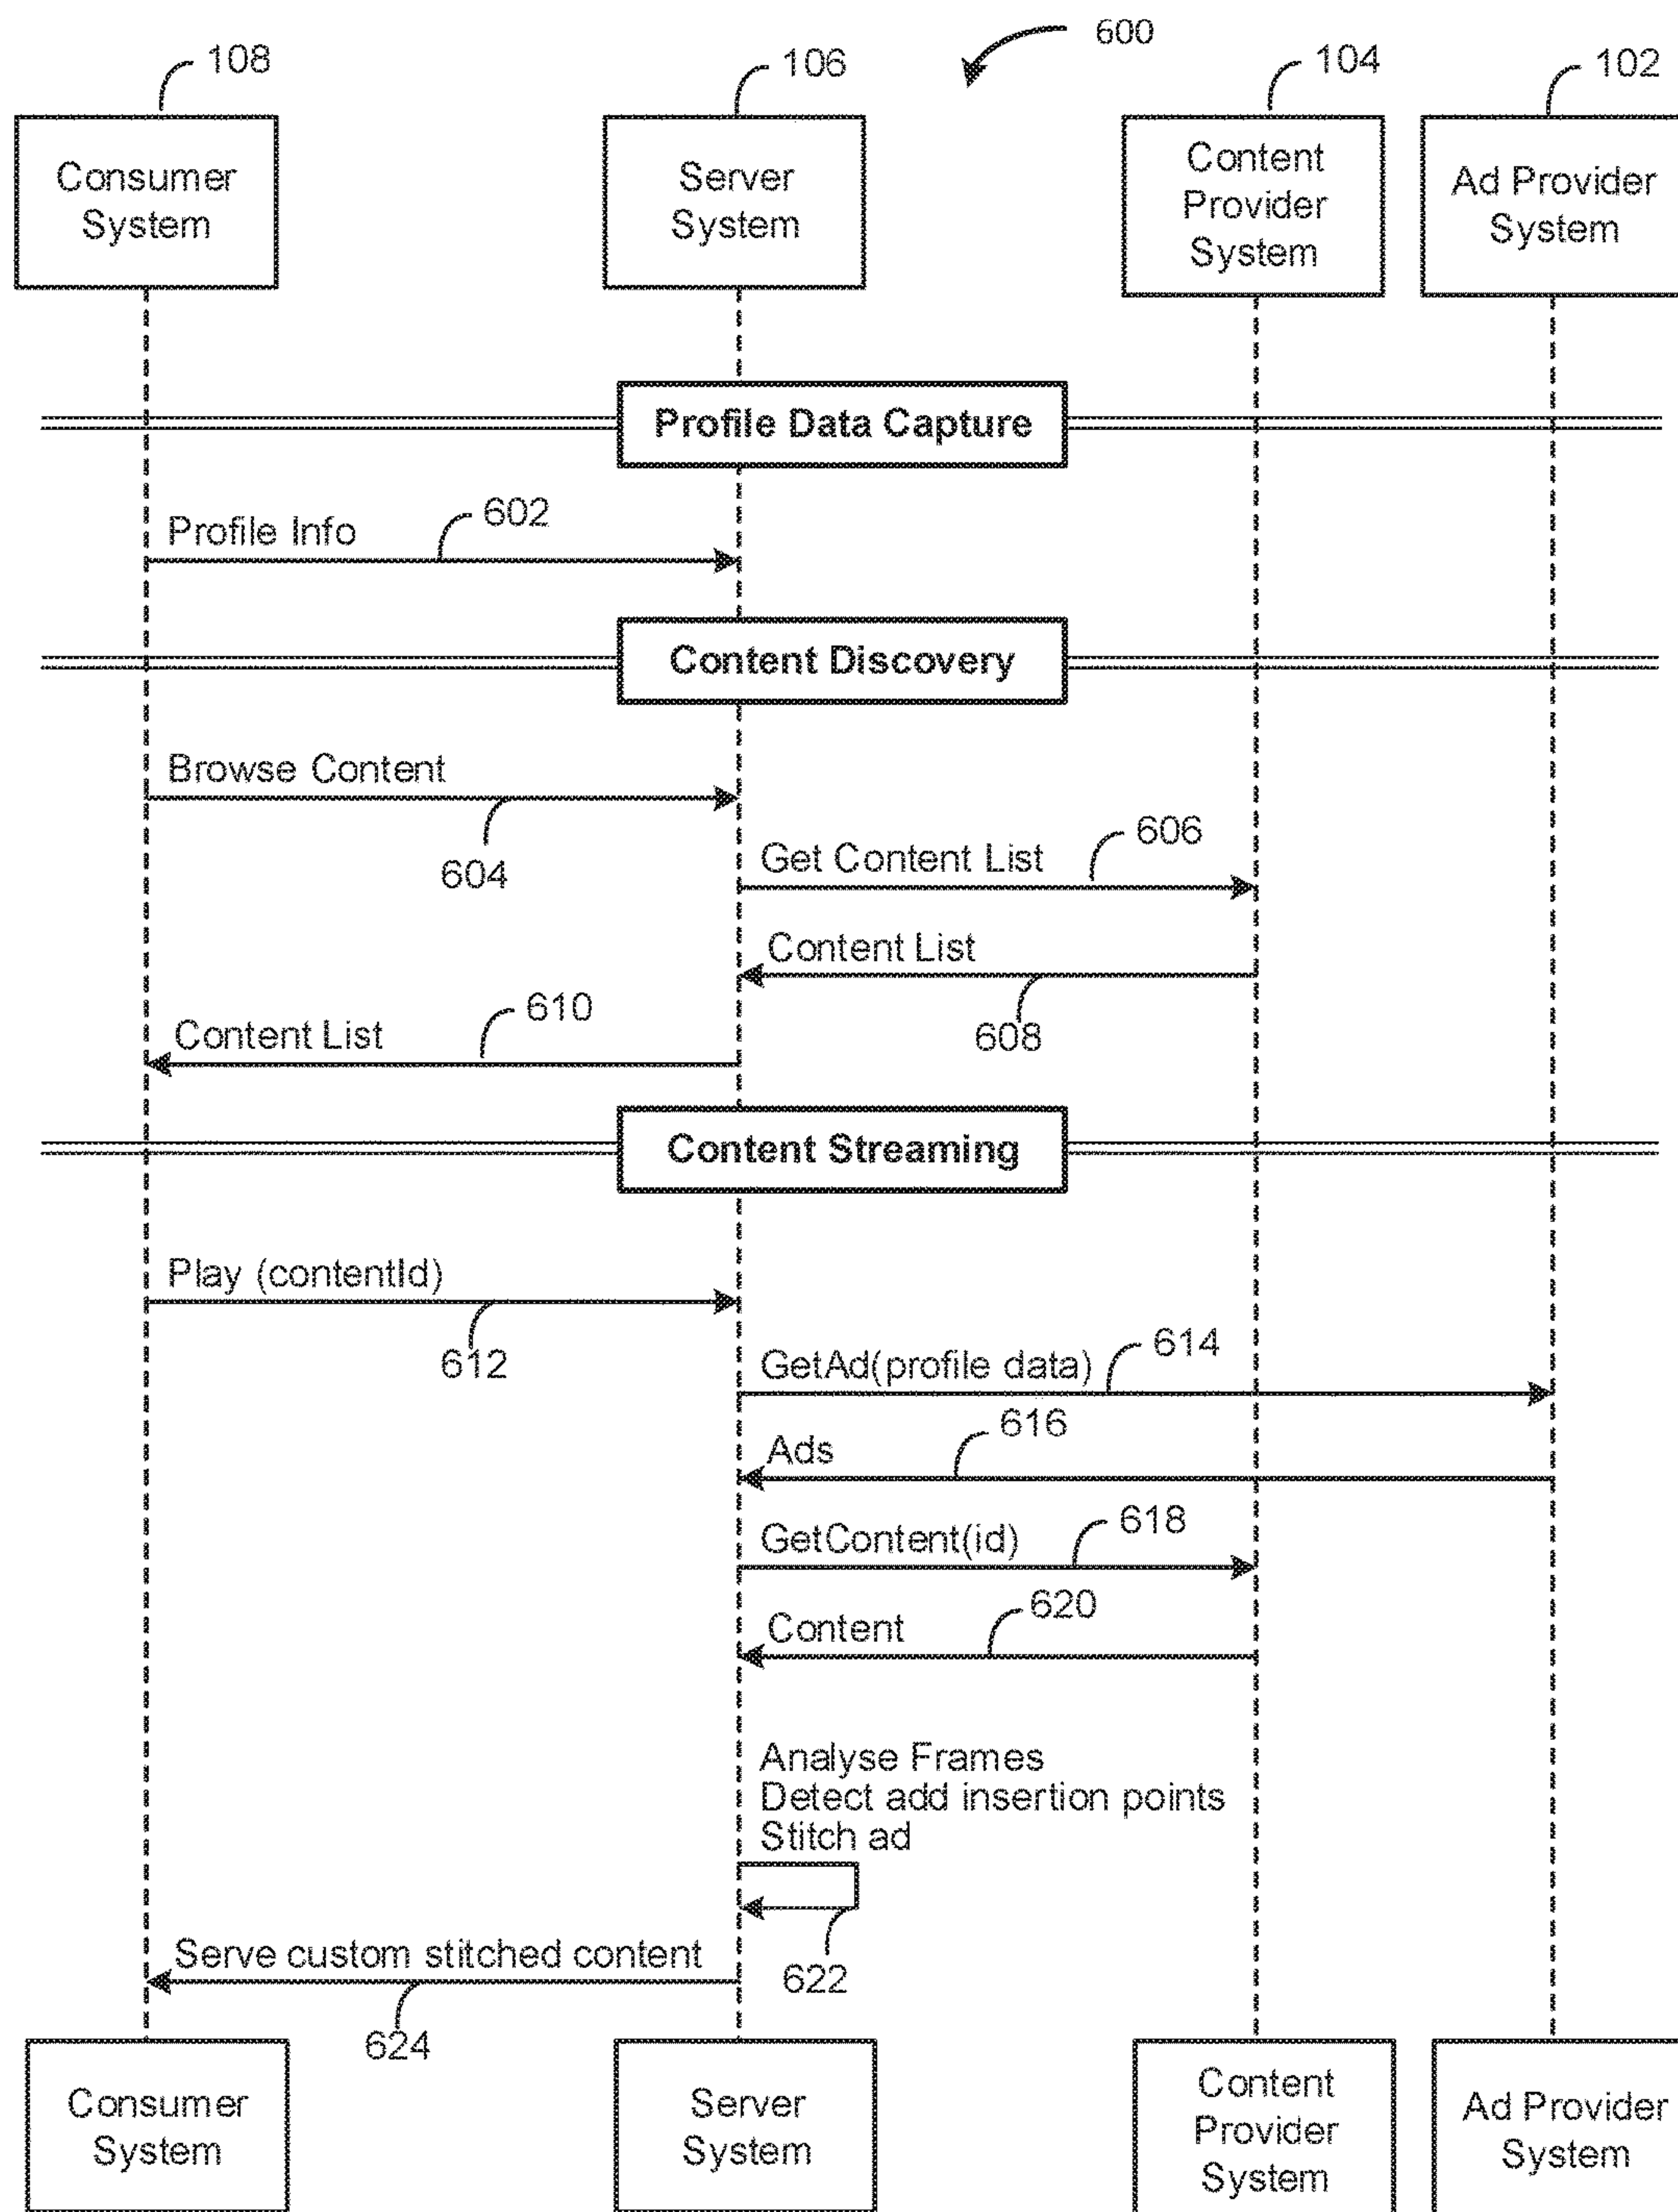 600
108
106
104
102
Consumer
System
Server
System
Content
Provider
System
Ad Provider
System
Profile Data Capture
Profile Info
602
Content Discovery
Browse Content
604
Get Content List
606
Content List
608
Content List
610
Content Streaming
Play (contentId)
612
GetAd(profile data)
614
Ads
616
GetContent(id)
618
Content
620
Analyse Frames
Detect add insertion points
Stitch ad
622
Serve custom stitched content
624
Consumer
System
Server
System
Content
Provider
System
Ad Provider
System